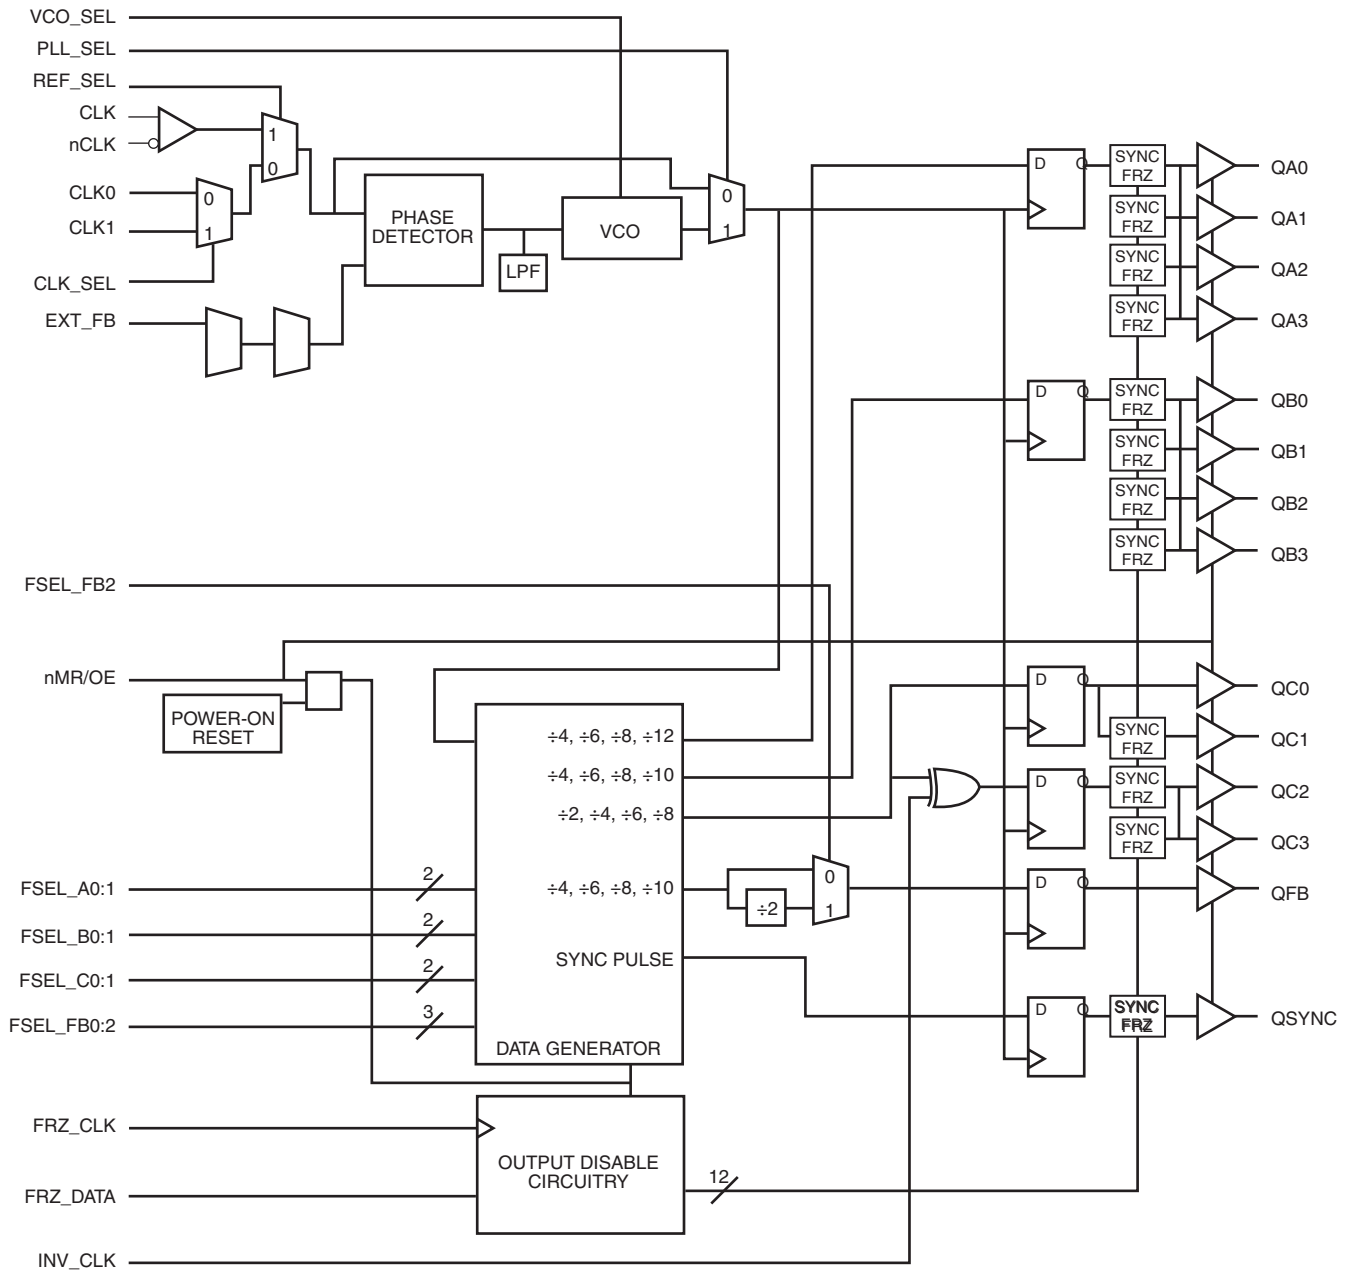 VCO_SEL
PLL_SEL
REF_SEL
CLK
nCLK
1
0
CLK0
CLK1
0
1
CLK_SEL
EXT_FB
PHASE
DETECTOR
LPF
VCO
0
1
D Q
SYNC
FRZ
QA0
SYNC
FRZ
QA1
SYNC
FRZ
QA2
SYNC
FRZ
QA3
D Q
SYNC
FRZ
QB0
SYNC
FRZ
QB1
SYNC
FRZ
QB2
SYNC
FRZ
QB3
FSEL_FB2
nMR/OE
POWER-ON
RESET
D Q
QC0
SYNC
FRZ
QC1
D Q
SYNC
FRZ
QC2
SYNC
FRZ
QC3
÷4, ÷6, ÷8, ÷12
÷4, ÷6, ÷8, ÷10
÷2, ÷4, ÷6, ÷8
÷4, ÷6, ÷8, ÷10
÷2
0
1
D Q
QFB
SYNC PULSE
D Q
SYNC
FRZ
QSYNC
FSEL_A0:1
2
FSEL_B0:1
2
FSEL_C0:1
2
FSEL_FB0:2
3
DATA GENERATOR
FRZ_CLK
OUTPUT DISABLE
CIRCUITRY
12
FRZ_DATA
INV_CLK